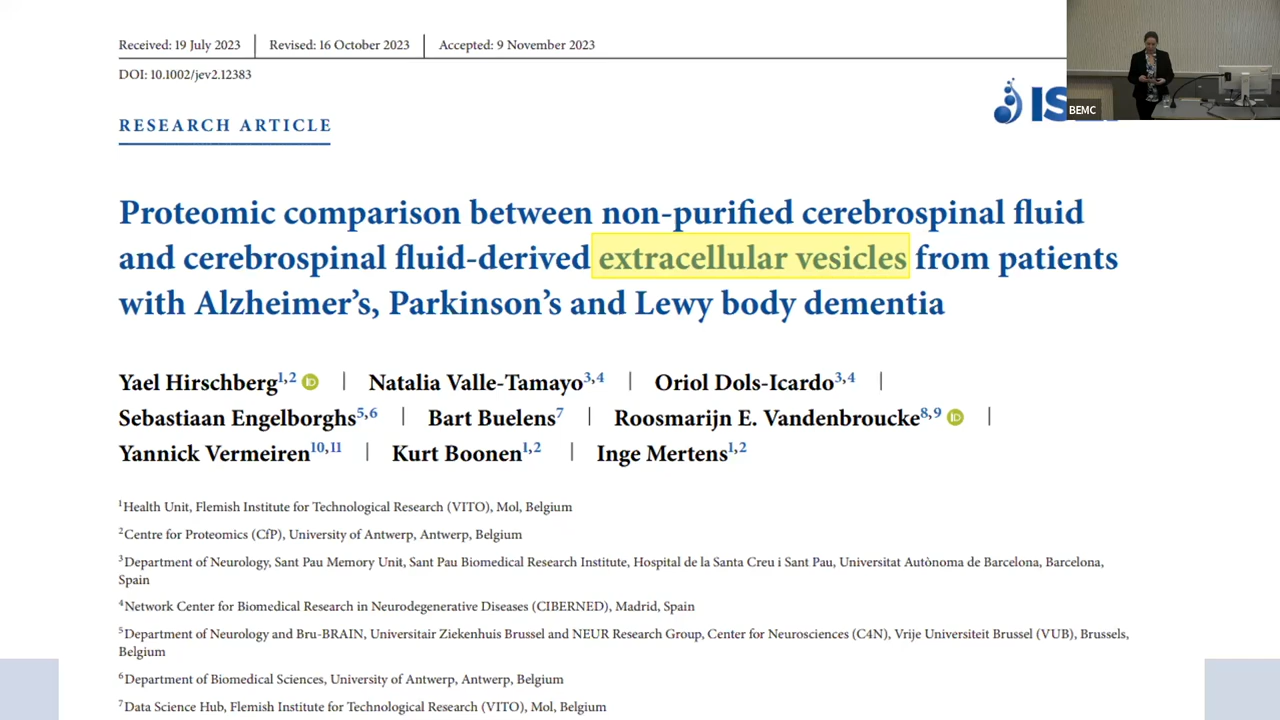 Received: 19 July 2023 | Revised: 16 October 2023 | Accepted: 9 November 2023
DOI: 10.1002/jev2.12383
IS
BEMC
RESEARCH ARTICLE
Proteomic comparison between non-purified cerebrospinal fluid
and cerebrospinal fluid-derived extracellular vesicles from patients
with Alzheimer's, Parkinson's and Lewy body dementia
Yael Hirschberg1,2 iD | Natalia Valle-Tamayo3,4 | Oriol Dols-Icardo3,4 |
Sebastiaan Engelborghs5,6 | Bart Buelens7 | Roosmarijn E. Vandenbroucke8,9 iD |
Yannick Vermeiren10,11 | Kurt Boonen1,2 | Inge Mertens1,2
1Health Unit, Flemish Institute for Technological Research (VITO), Mol, Belgium
2Centre for Proteomics (CfP), University of Antwerp, Antwerp, Belgium
3Department of Neurology, Sant Pau Memory Unit, Sant Pau Biomedical Research Institute, Hospital de la Santa Creu i Sant Pau, Universitat Autònoma de Barcelona, Barcelona,
Spain
4Network Center for Biomedical Research in Neurodegenerative Diseases (CIBERNED), Madrid, Spain
5Department of Neurology and Bru-BRAIN, Universitair Ziekenhuis Brussel and NEUR Research Group, Center for Neurosciences (C4N), Vrije Universiteit Brussel (VUB), Brussels,
Belgium
6Department of Biomedical Sciences, University of Antwerp, Antwerp, Belgium
7Data Science Hub, Flemish Institute for Technological Research (VITO), Mol, Belgium